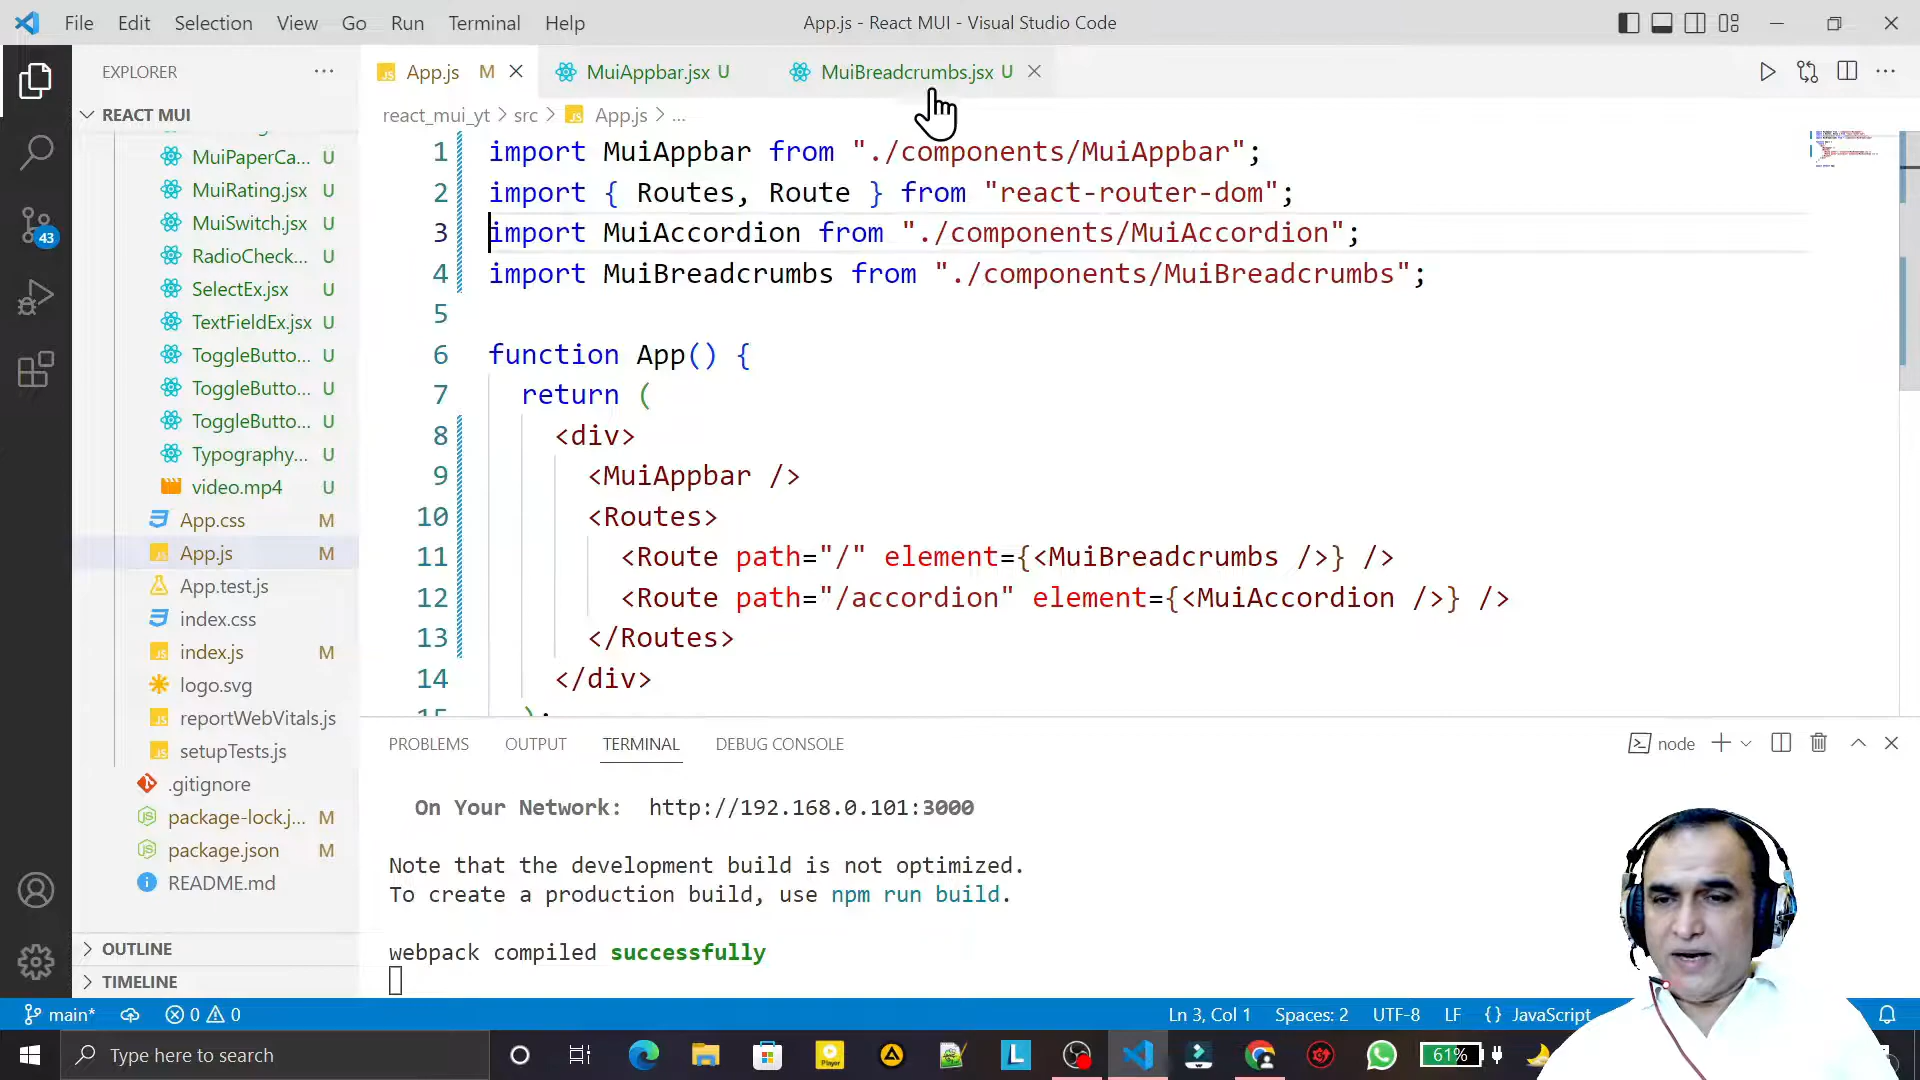 File Edit Selection View Go Run Terminal Help
App.js - React MUI - Visual Studio Code
EXPLORER
REACT MUI
MuiPaperCa... U
MuiRating.jsx U
MuiSwitch.jsx U
RadioCheck... U
SelectEx.jsx U
TextFieldEx.jsx U
ToggleButto... U
ToggleButto... U
ToggleButto... U
Typography... U
video.mp4 U
App.css M
App.js M
App.test.js
index.css
index.js M
logo.svg
reportWebVitals.js
setupTests.js
.gitignore
package-lock.j... M
package.json M
README.md
OUTLINE
TIMELINE
App.js M
MuiAppbar.jsx U
MuiBreadcrumbs.jsx U
react_mui_yt > src > App.js > ...
1 import MuiAppbar from "./components/MuiAppbar";
2 import { Routes, Route } from "react-router-dom";
3 import MuiAccordion from "./components/MuiAccordion";
4 import MuiBreadcrumbs from "./components/MuiBreadcrumbs";
5
6 function App() {
7 return (
8 <div>
9 <MuiAppbar />
10 <Routes>
11 <Route path="/" element={<MuiBreadcrumbs />} />
12 <Route path="/accordion" element={<MuiAccordion />} />
13 </Routes>
14 </div>
15 );
PROBLEMS OUTPUT TERMINAL DEBUG CONSOLE
node
On Your Network: http://192.168.0.101:3000
Note that the development build is not optimized.
To create a production build, use npm run build.
webpack compiled successfully
43
main* 0 0
Ln 3, Col 1 Spaces: 2 UTF-8 LF {} JavaScript
Type here to search
Player
L
61%